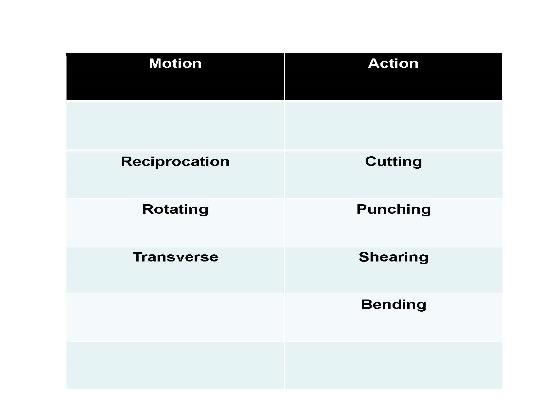 Motion Action
Reciprocation Cutting
Rotating Punching
Transverse Shearing
Bending